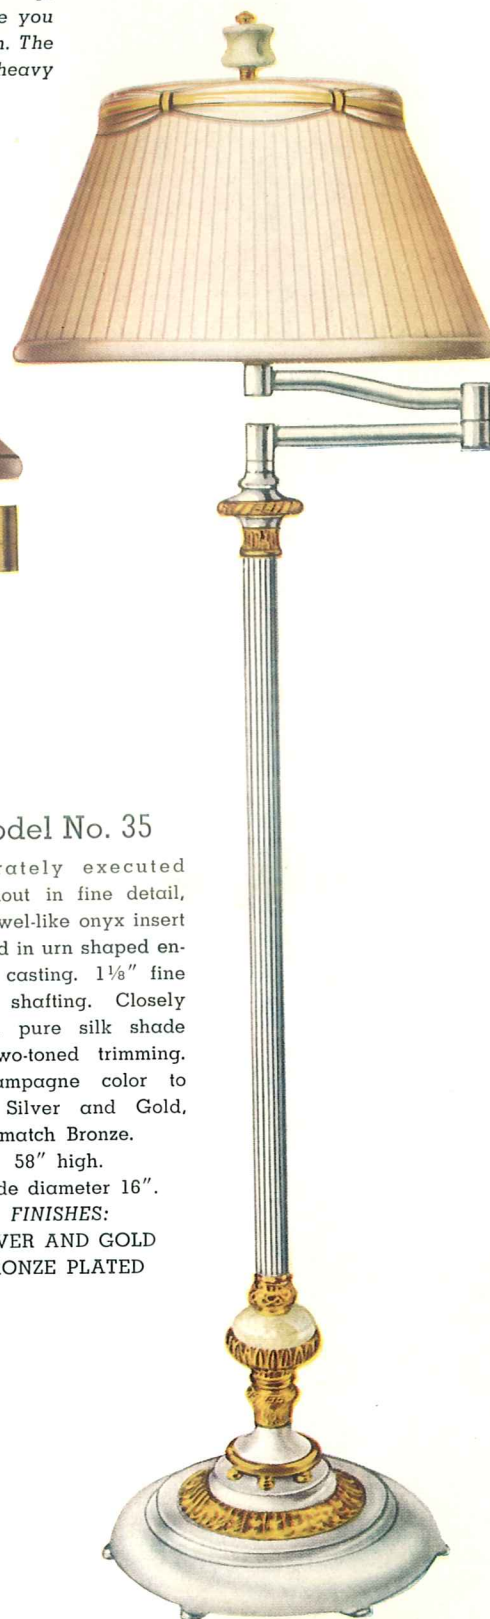 e you
n. The
heavy
odel No. 35
rately executed
out in fine detail,
wel-like onyx insert
d in urn shaped en-
casting. 1⅛″ fine
shafting. Closely
pure silk shade
wo-toned trimming.
ampagne color to
Silver and Gold,
match Bronze.
58″ high.
de diameter 16″.
FINISHES:
VER AND GOLD
ONZE PLATED